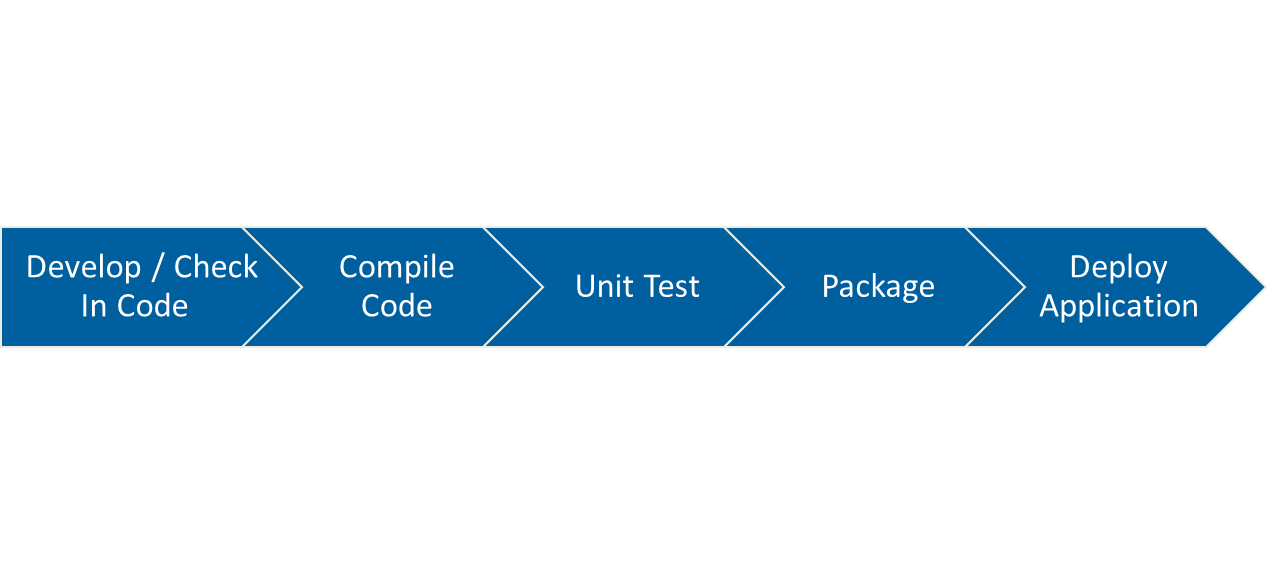 Develop / Check
In Code
Compile
Code
Unit Test
Package
Deploy
Application